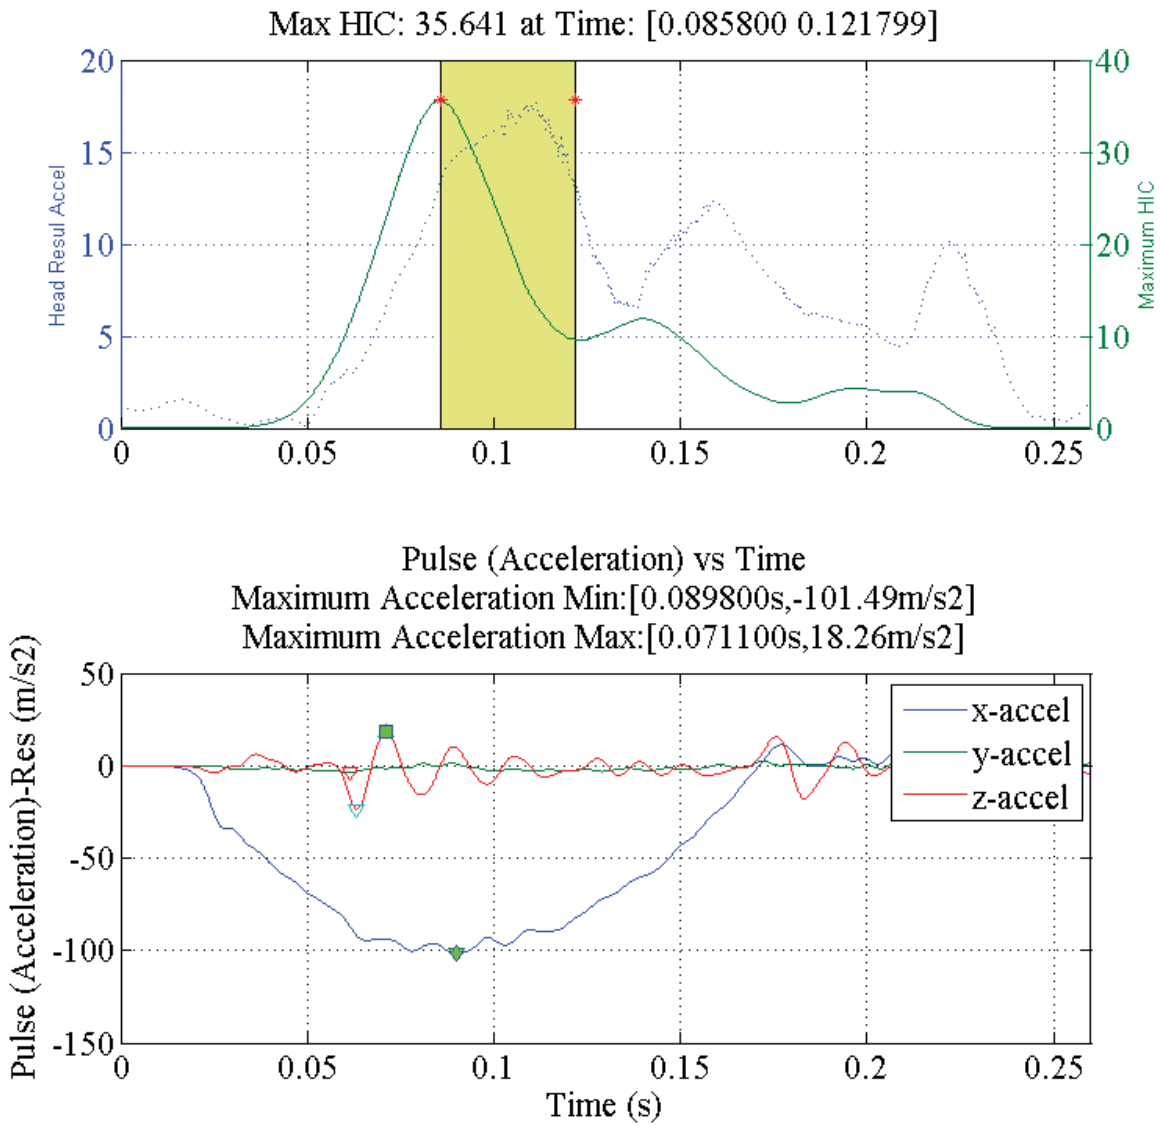 Max HIC: 35.641 at Time: [0.085800 0.121799]
20
15
10
5
0
Head Resul Accel
40
30
20
10
0
Maximum HIC
0
0.05
0.1
0.15
0.2
0.25
Pulse (Acceleration) vs Time
Maximum Acceleration Min:[0.089800s,-101.49m/s2]
Maximum Acceleration Max:[0.071100s,18.26m/s2]
Pulse (Acceleration)-Res (m/s2)
50
0
-50
-100
-150
x-accel
y-accel
z-accel
0
0.05
0.1
0.15
0.2
0.25
Time (s)